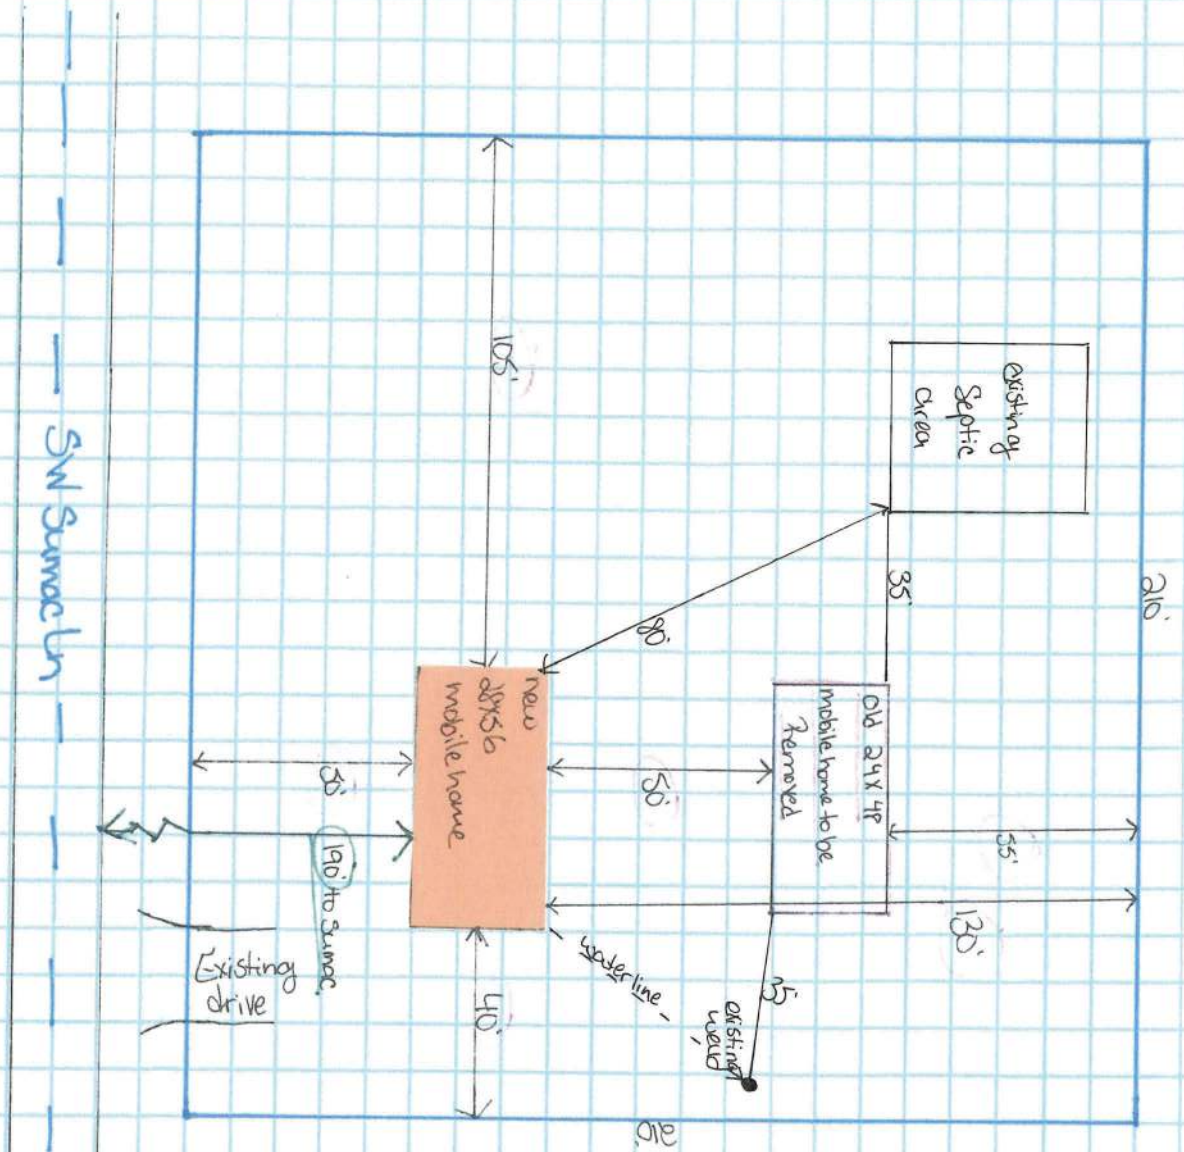 210'
existing
Septic
area
55'
130'
35'
old 24x48
mobile home to be
Removed
35'
existing
well
80'
50'
waterline
210'
105'
new
28x56
mobile home
40'
50'
190' to Sumac
Existing
drive
SW Sumac Ln